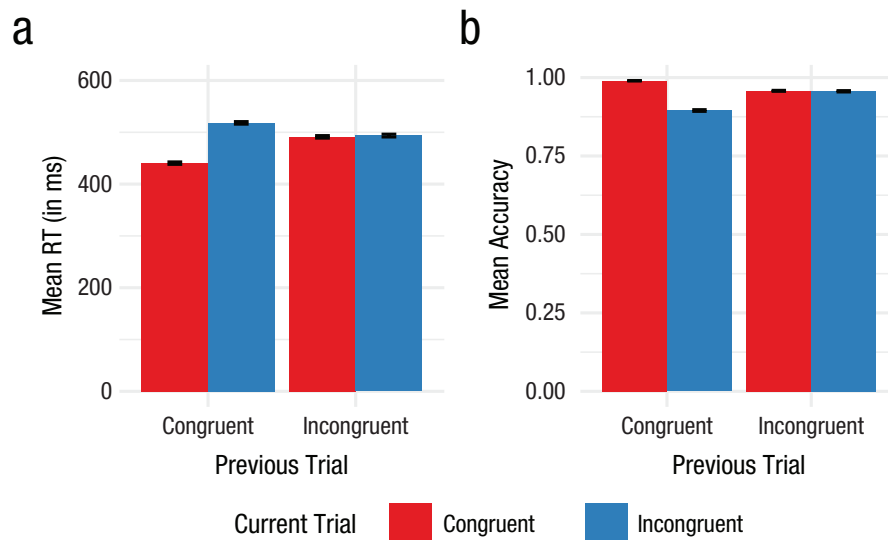 a
600
400
200
0
Mean RT (in ms)
Congruent Incongruent
Previous Trial
b
1.00
0.75
0.50
0.25
0.00
Mean Accuracy
Congruent Incongruent
Previous Trial
Current Trial Congruent Incongruent